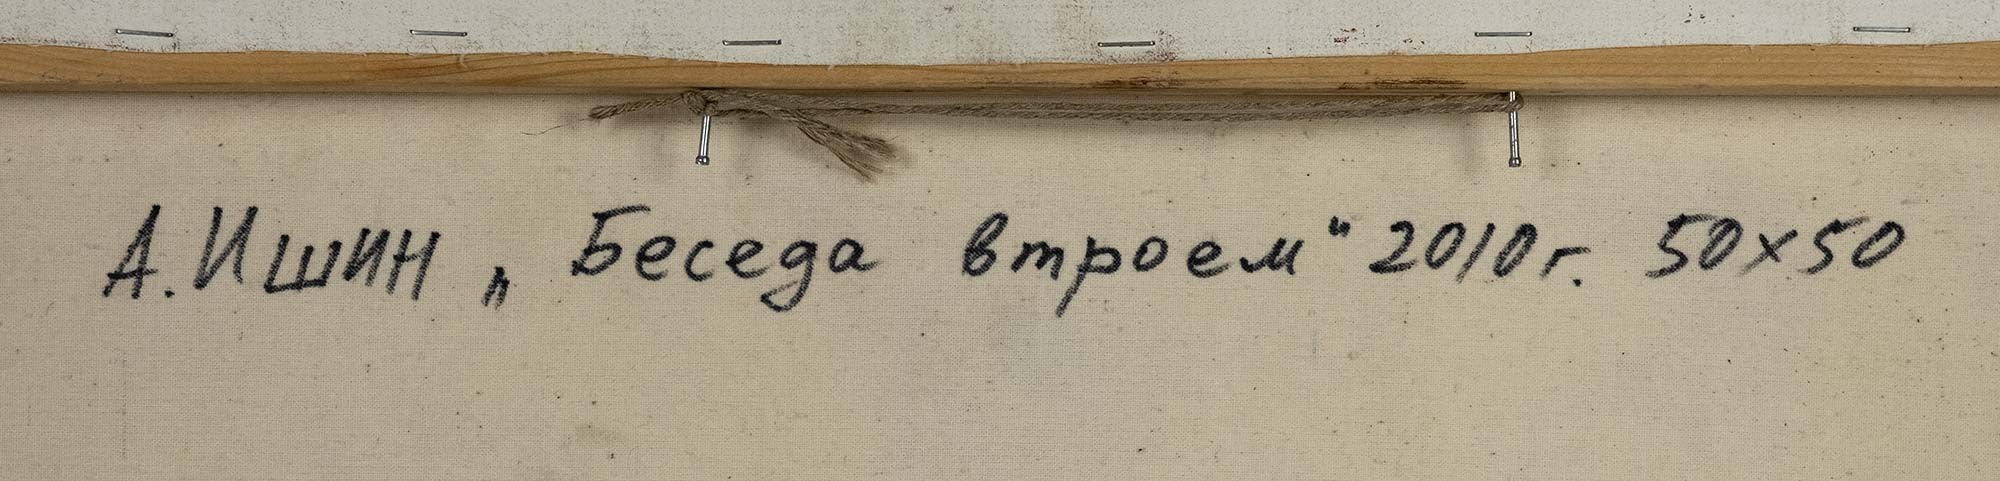 А. Ишин „Беседа втроем" 2010г. 50x50